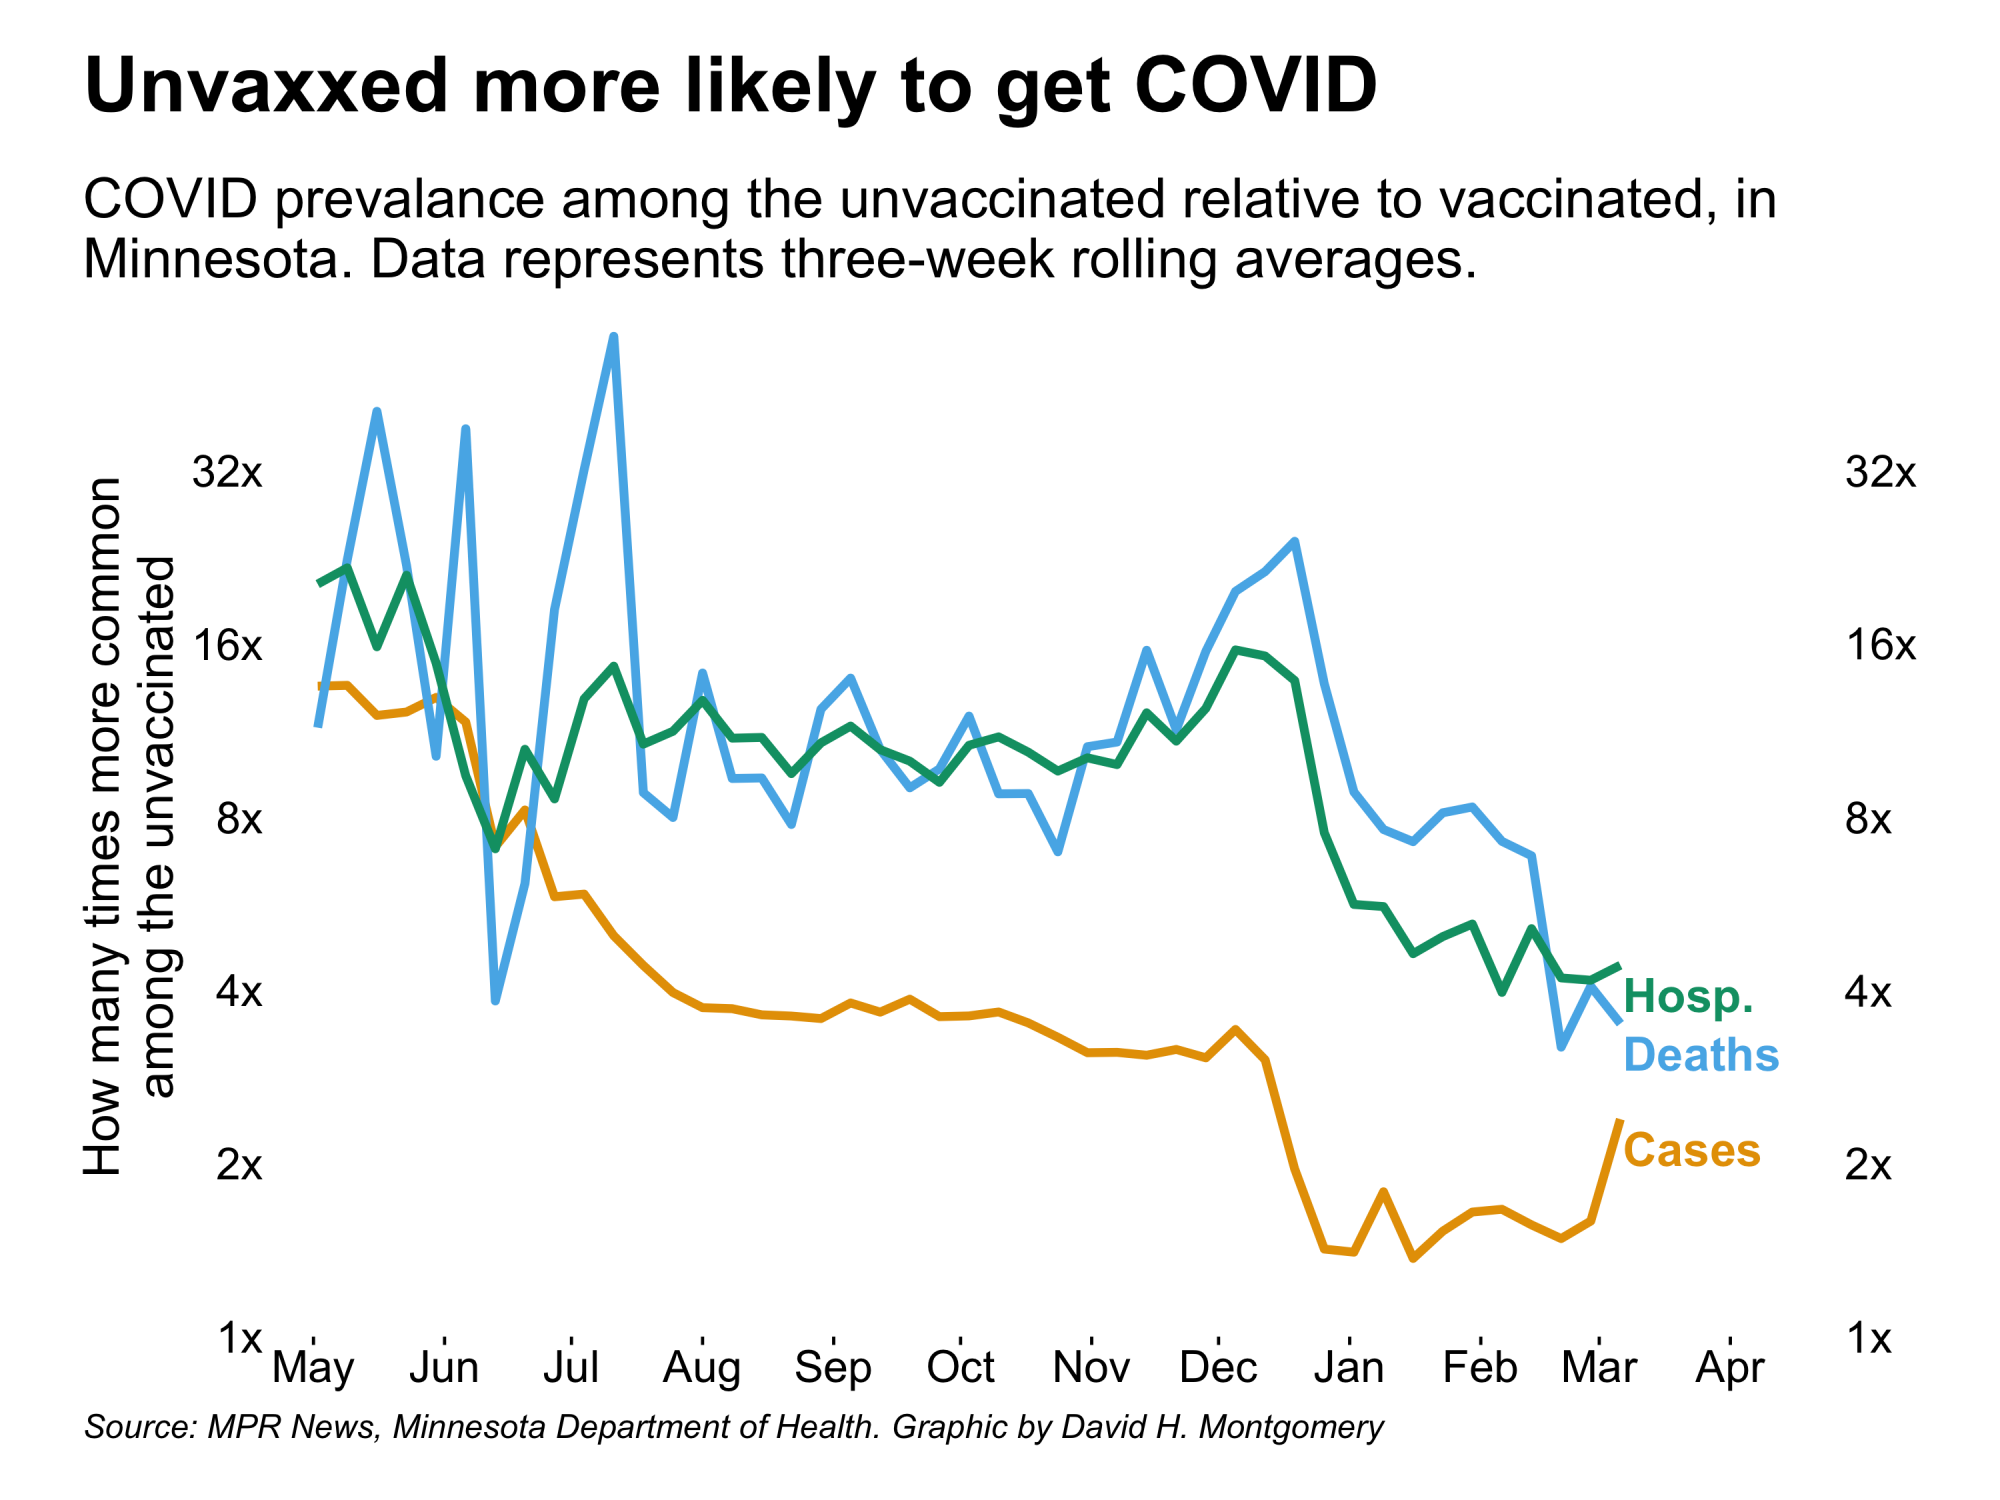 Unvaxxed more likely to get COVID
COVID prevalance among the unvaccinated relative to vaccinated, in
Minnesota. Data represents three-week rolling averages.
How many times more common
among the unvaccinated
32x
32x
16x
16x
8x
8x
4x
4x
2x
2x
1x
1x
Hosp.
Deaths
Cases
May Jun Jul Aug Sep Oct Nov Dec Jan Feb Mar Apr
Source: MPR News, Minnesota Department of Health. Graphic by David H. Montgomery